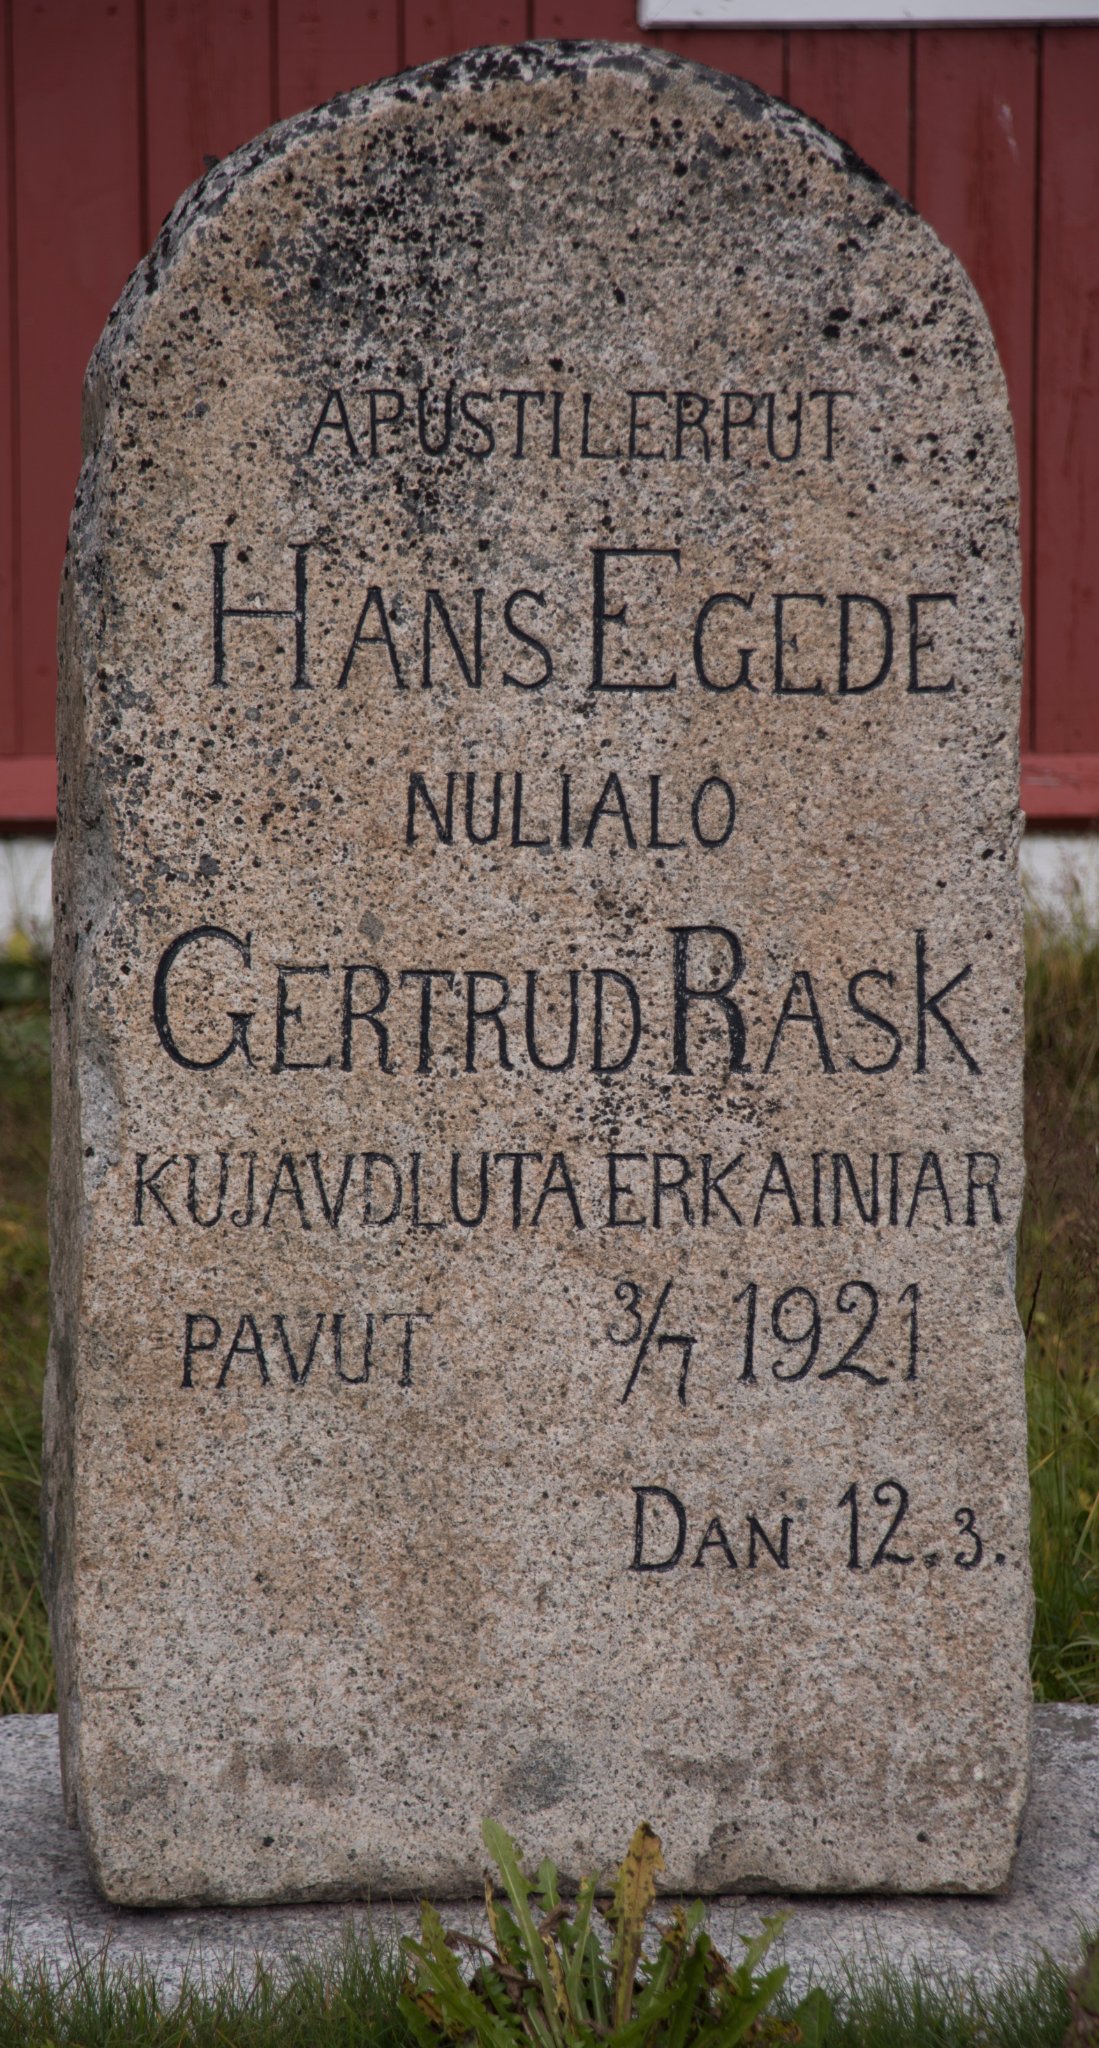 APUSTILERPUT
HANS EGEDE
NULIALO
GERTRUD RASK
KUJAVDLUTA ERKAINIAR
PAVUT 3/7 1921
DAN 12.3.